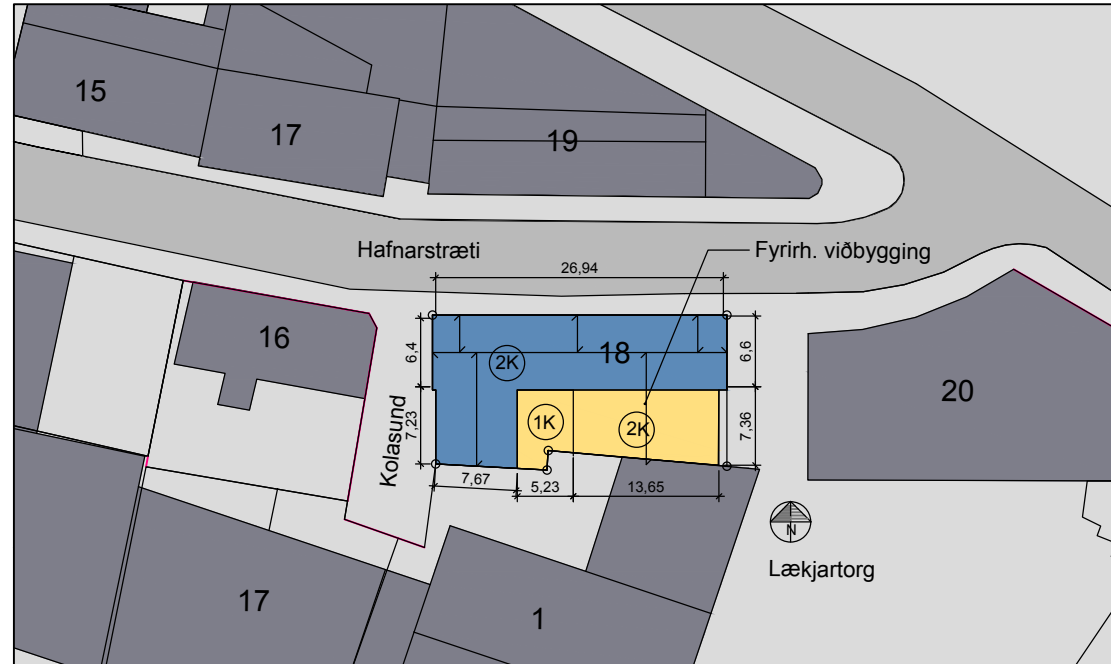 15
17
19
Hafnarstræti
Fyrirh. viðbygging
26,94
16
18
2K
6,4
6,6
20
1K
2K
7,23
7,36
Kolasund
7,67
5,23
13,65
N
Lækjartorg
17
1